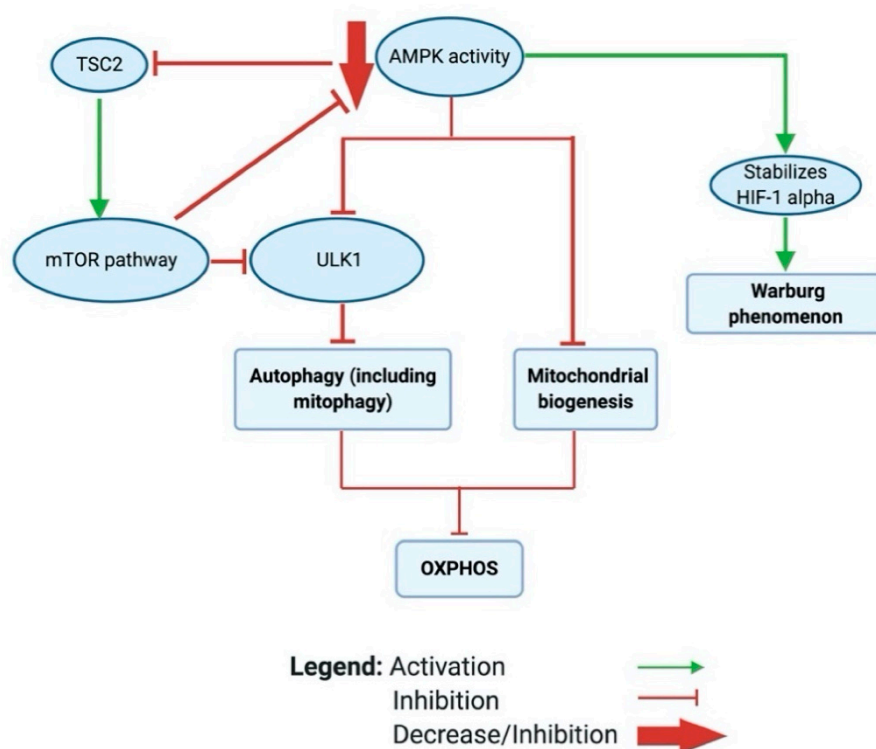 TSC2
AMPK activity
Stabilizes
HIF-1 alpha
mTOR pathway
ULK1
Warburg
phenomenon
Autophagy (including
mitophagy)
Mitochondrial
biogenesis
OXPHOS
Legend: Activation
Inhibition
Decrease/Inhibition